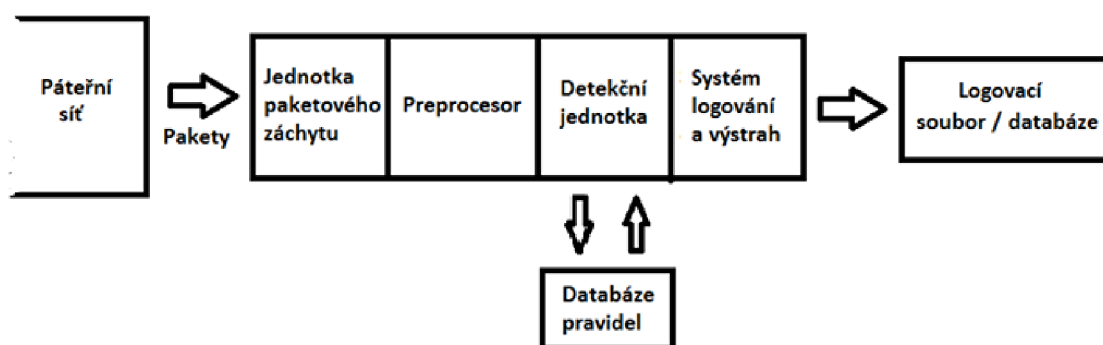 Páteřní
síť
Pakety
Jednotka
paketového
záchytu
Preprocesor
Detekční
jednotka
Systém
logování
a výstrah
Logovací
soubor / databáze
Databáze
pravidel